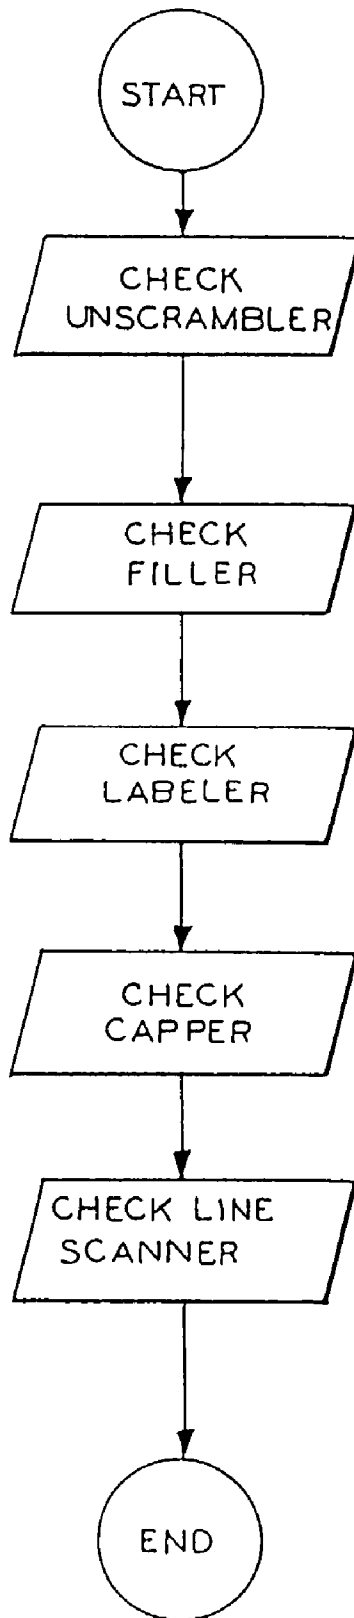 START
CHECK
UNSCRAMBLER
CHECK
FILLER
CHECK
LABELER
CHECK
CAPPER
CHECK LINE
SCANNER
END